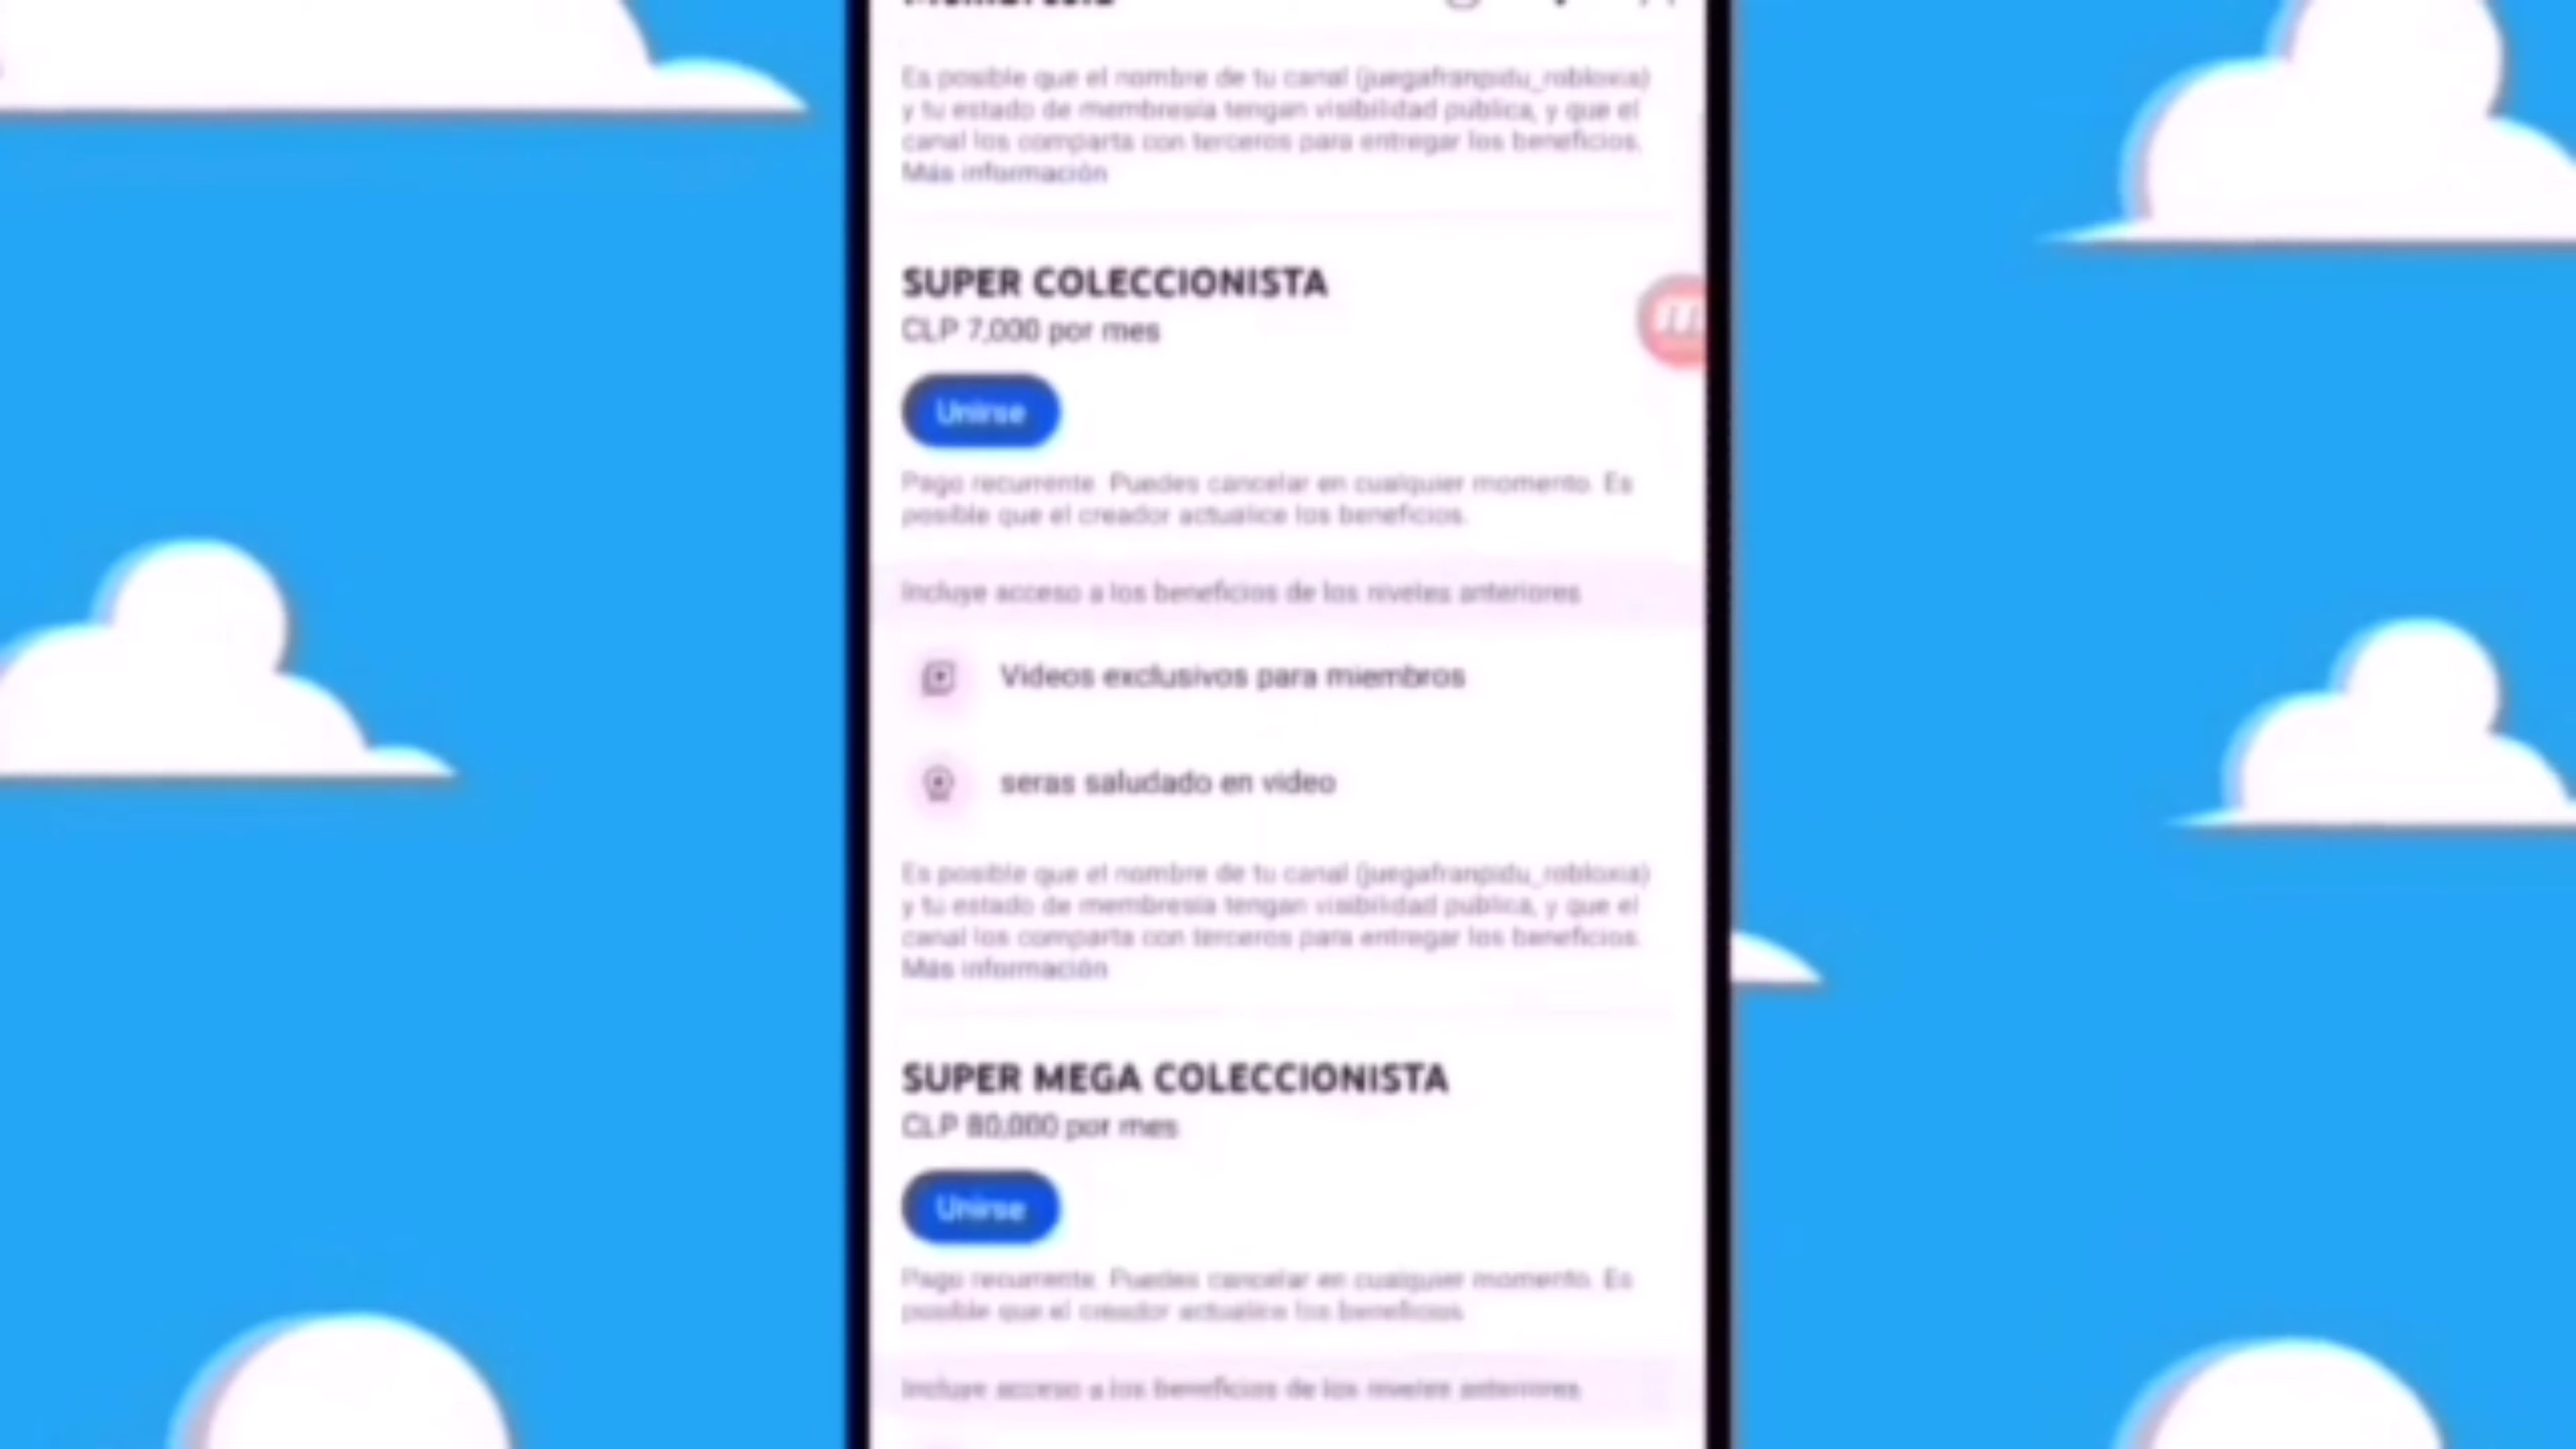 Es posible que el nombre de tu canal (juegafranpidu_robloxia)
y tu estado de membresía tengan visibilidad pública, y que el
canal los comparta con terceros para entregar los beneficios.
Más información
SUPER COLECCIONISTA
CLP 7,000 por mes
Unirse
Pago recurrente. Puedes cancelar en cualquier momento. Es
posible que el creador actualice los beneficios.
Incluye acceso a los beneficios de los niveles anteriores
Videos exclusivos para miembros
seras saludado en video
Es posible que el nombre de tu canal (juegafranpidu_robloxia)
y tu estado de membresía tengan visibilidad pública, y que el
canal los comparta con terceros para entregar los beneficios.
Más información
SUPER MEGA COLECCIONISTA
CLP 80,000 por mes
Unirse
Pago recurrente. Puedes cancelar en cualquier momento. Es
posible que el creador actualice los beneficios.
Incluye acceso a los beneficios de los niveles anteriores